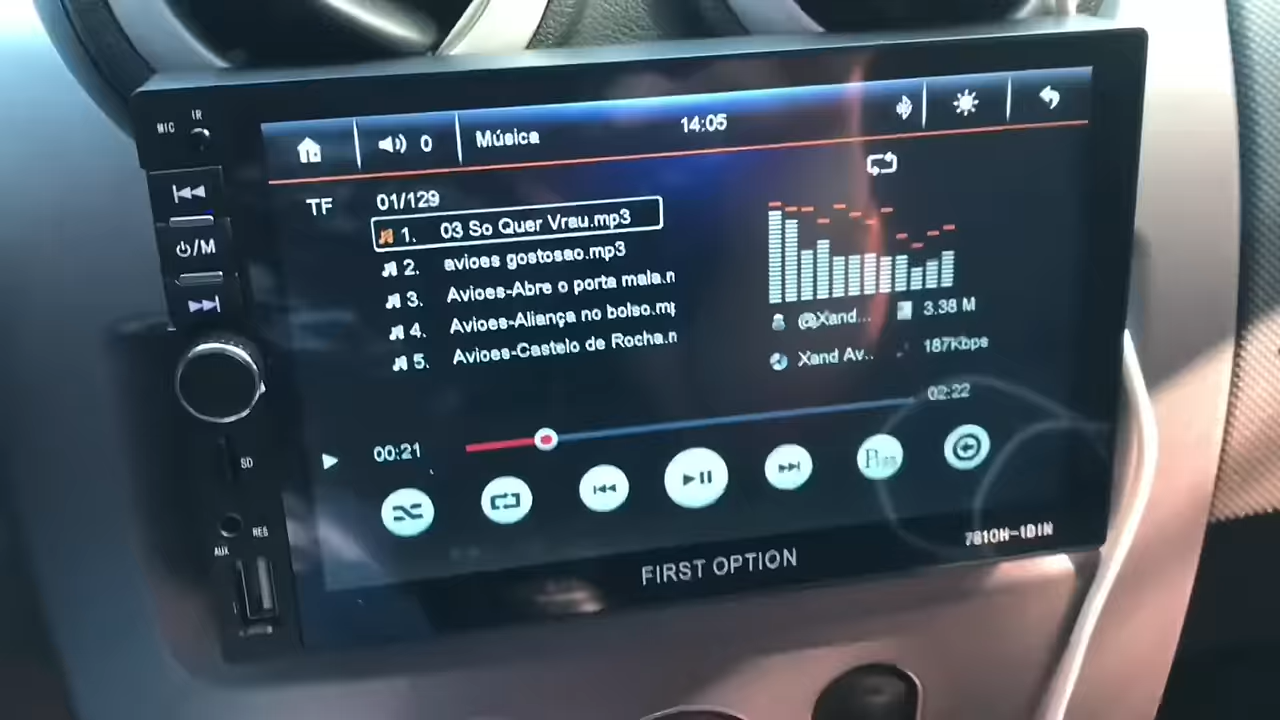 MIC
IR
0
Música
14:05
⏻/M
TF
01/129
1. 03 So Quer Vrau.mp3
2. avioes gostosao.mp3
3. Avioes-Abre o porta mala.n
4. Avioes-Aliança no bolso.mp
5. Avioes-Castelo de Rocha.n
@Xand...
3.38 M
Xand Av..
187Kbps
00:21
02:22
SD
AUX
RES
FIRST OPTION
7810H-1DIN